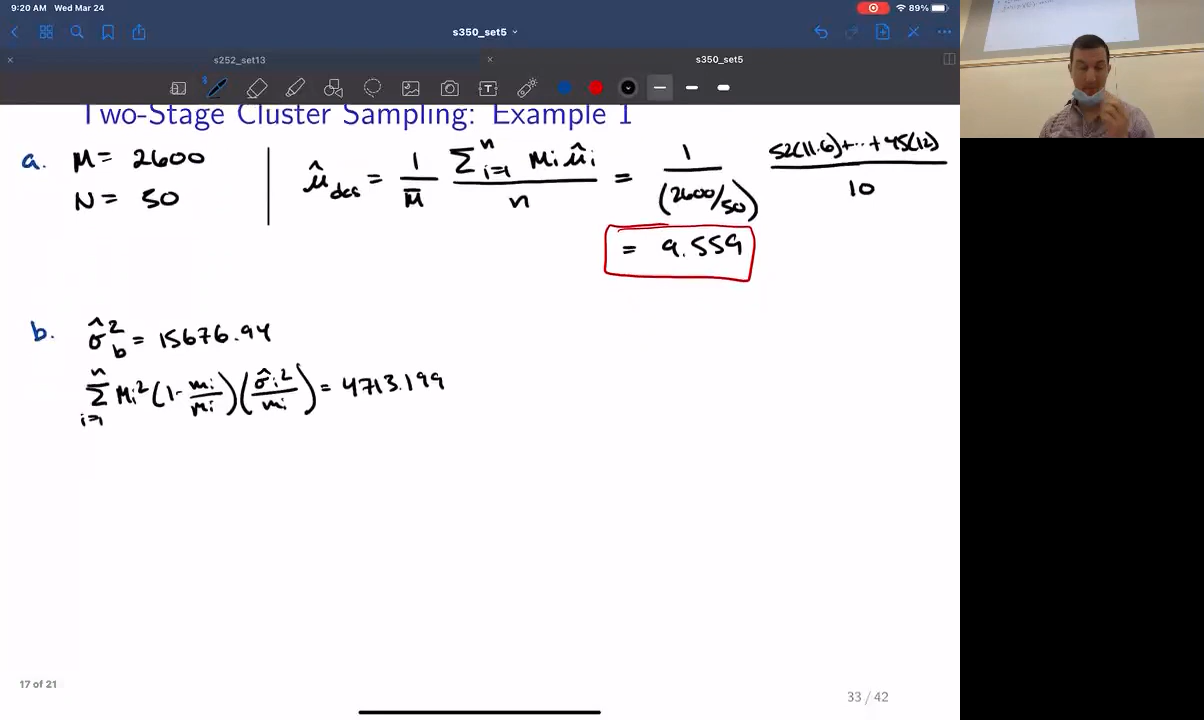 9:20 AM Wed Mar 24
89%
s350_set5
s252_set13
s350_set5
Two-Stage Cluster Sampling: Example 1
a. M = 2600
N = 50
μ̂dcs = 1/M̄ Σⁿᵢ₌₁ Mᵢμ̂ᵢ / n = 1/(2600/50) 52(11.6)+···+45(12) / 10
= 9.559
b. σ̂²b = 15676.94
Σⁿᵢ₌₁ Mᵢ² (1 - mᵢ/Mᵢ)(σ̂ᵢ²/mᵢ) = 4713.199
17 of 21
33 / 42